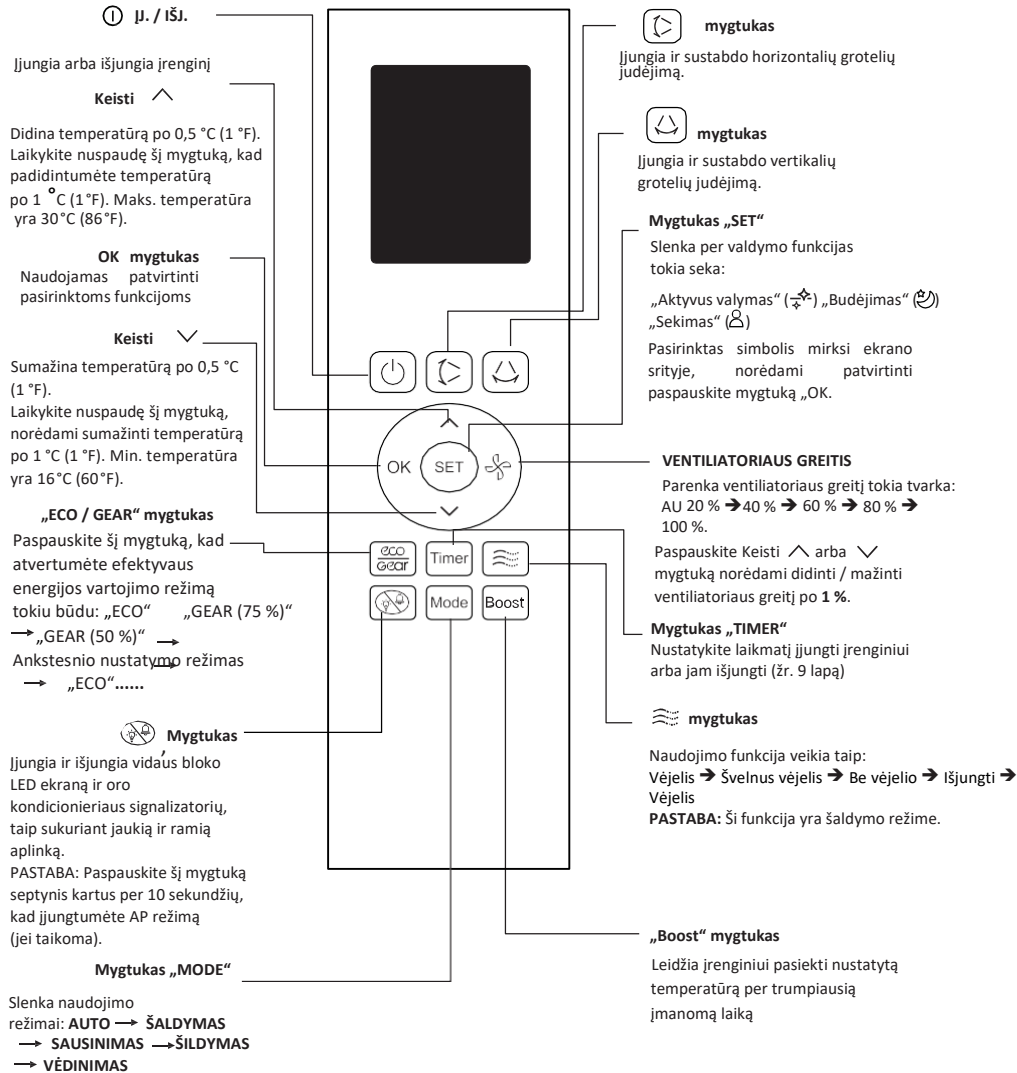 ĮJ. / IŠJ.
Įjungia arba išjungia įrenginį
Keisti
Didina temperatūrą po 0,5 °C (1 °F).
Laikykite nuspaudę šį mygtuką, kad
padidintumėte temperatūrą
po 1 °C (1°F). Maks. temperatūra
yra 30°C (86°F).
OK mygtukas
Naudojamas patvirtinti
pasirinktoms funkcijoms
Keisti
Sumažina temperatūrą po 0,5 °C
(1 °F).
Laikykite nuspaudę šį mygtuką,
norėdami sumažinti temperatūrą
po 1 °C (1 °F). Min. temperatūra
yra 16°C (60°F).
„ECO / GEAR“ mygtukas
Paspauskite šį mygtuką, kad
atvertumėte efektyvaus
energijos vartojimo režimą
tokiu būdu: „ECO“ „GEAR (75 %)“
→ „GEAR (50 %)“ →
Ankstesnio nustatymo režimas
→ „ECO“......
Mygtukas
,
Įjungia ir išjungia vidaus bloko
LED ekraną ir oro
kondicionieriaus signalizatorių,
taip sukuriant jaukią ir ramią
aplinką.
PASTABA: Paspauskite šį mygtuką
septynis kartus per 10 sekundžių,
kad įjungtumėte AP režimą
(jei taikoma).
Mygtukas „MODE“
Slenka naudojimo
režimai: AUTO → ŠALDYMAS
→ SAUSINIMAS → ŠILDYMAS
→ VĖDINIMAS
OK
SET
eco
Gear
Timer
Mode
Boost
mygtukas
Įjungia ir sustabdo horizontalių grotelių
judėjimą.
mygtukas
Įjungia ir sustabdo vertikalių
grotelių judėjimą.
Mygtukas „SET“
Slenka per valdymo funkcijas
tokia seka:
„Aktyvus valymas“ ( ) „Budėjimas“ ( )
„Sekimas“ ( )
Pasirinktas simbolis mirksi ekrano
srityje, norėdami patvirtinti
paspauskite mygtuką „OK.
VENTILIATORIAUS GREITIS
Parenka ventiliatoriaus greitį tokia tvarka:
AU 20 % ➔ 40 % ➔ 60 % ➔ 80 % ➔
100 %.
Paspauskite Keisti arba
mygtuką norėdami didinti / mažinti
ventiliatoriaus greitį po 1 %.
Mygtukas „TIMER“
Nustatykite laikmatį įjungti įrenginiui
arba jam išjungti (žr. 9 lapą)
mygtukas
Naudojimo funkcija veikia taip:
Vėjelis ➔ Švelnus vėjelis ➔ Be vėjelio ➔ Išjungti ➔
Vėjelis
PASTABA: Ši funkcija yra šaldymo režime.
„Boost“ mygtukas
Leidžia įrenginiui pasiekti nustatytą
temperatūrą per trumpiausią
įmanomą laiką